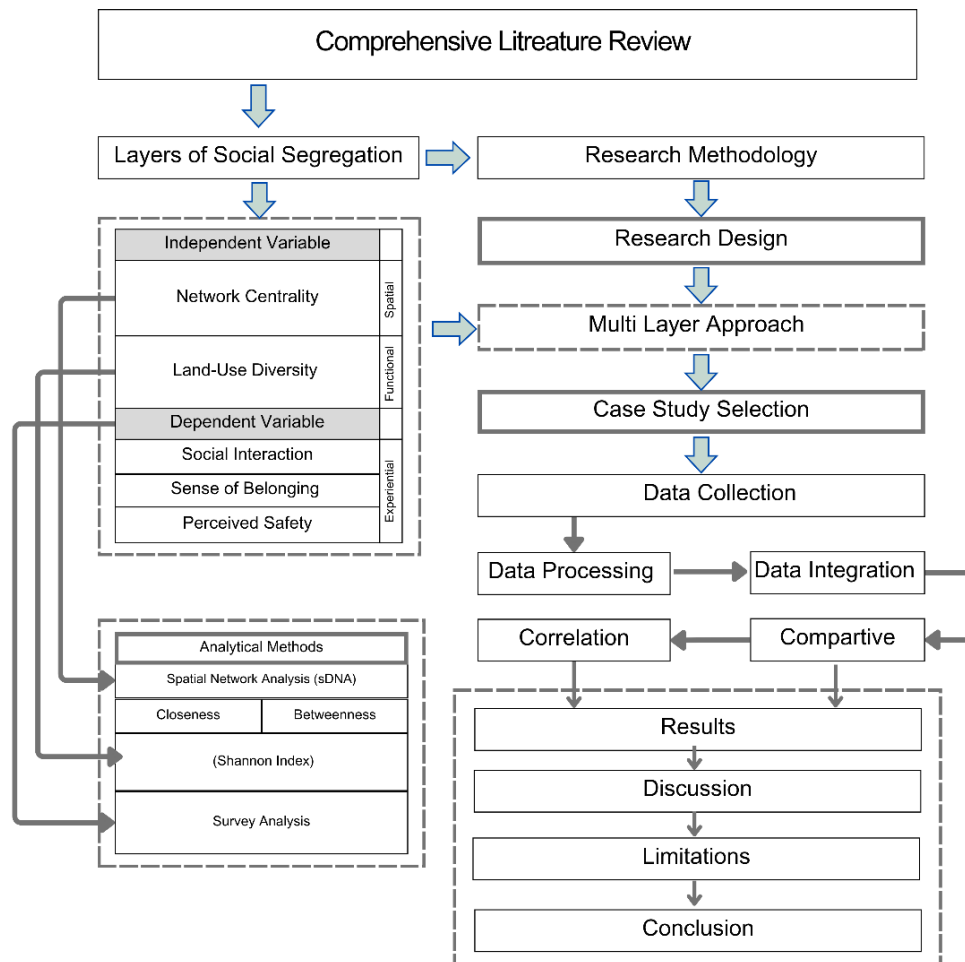 Comprehensive Litreature Review
Layers of Social Segregation
Research Methodology
Independent Variable
Network Centrality
Spatial
Land-Use Diversity
Functional
Dependent Variable
Social Interaction
Sense of Belonging
Perceived Safety
Experiential
Research Design
Multi Layer Approach
Case Study Selection
Data Collection
Data Processing
Data Integration
Correlation
Compartive
Analytical Methods
Spatial Network Analysis (sDNA)
Closeness
Betweenness
(Shannon Index)
Survey Analysis
Results
Discussion
Limitations
Conclusion